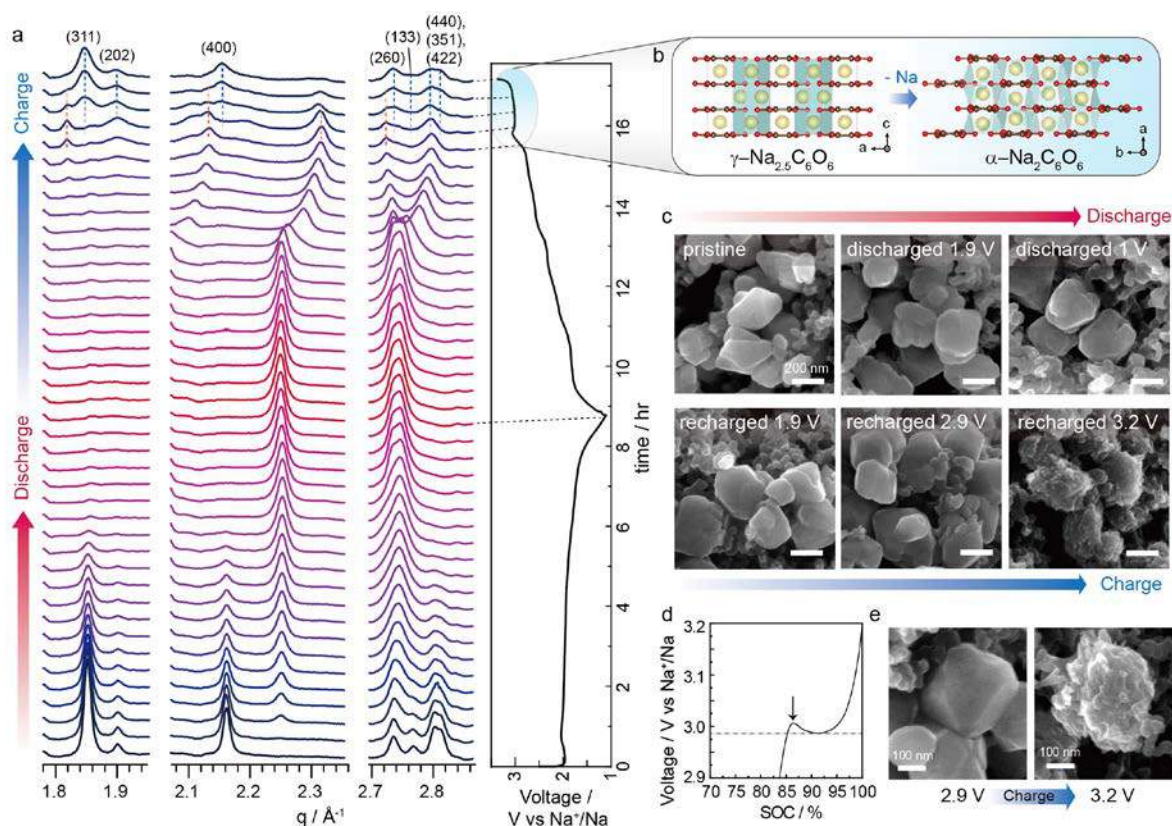 a
(311)
(202)
(400)
(260)
(133)
(440),
(351),
(422)
Charge
Discharge
1.8
1.9
2.1
2.2
2.3
2.7
2.8
q / Å⁻¹
16
14
12
10
8
6
4
2
0
time / hr
3
2
1
Voltage /
V vs Na⁺/Na
b
- Na
c
a
a
b
γ–Na₂.₅C₆O₆
α–Na₂C₆O₆
c
Discharge
pristine
200 nm
discharged 1.9 V
discharged 1 V
recharged 1.9 V
recharged 2.9 V
recharged 3.2 V
Charge
d
3.2
3.1
3.0
2.9
Voltage / V vs Na⁺/Na
70 75 80 85 90 95 100
SOC / %
e
100 nm
100 nm
2.9 V
Charge
3.2 V